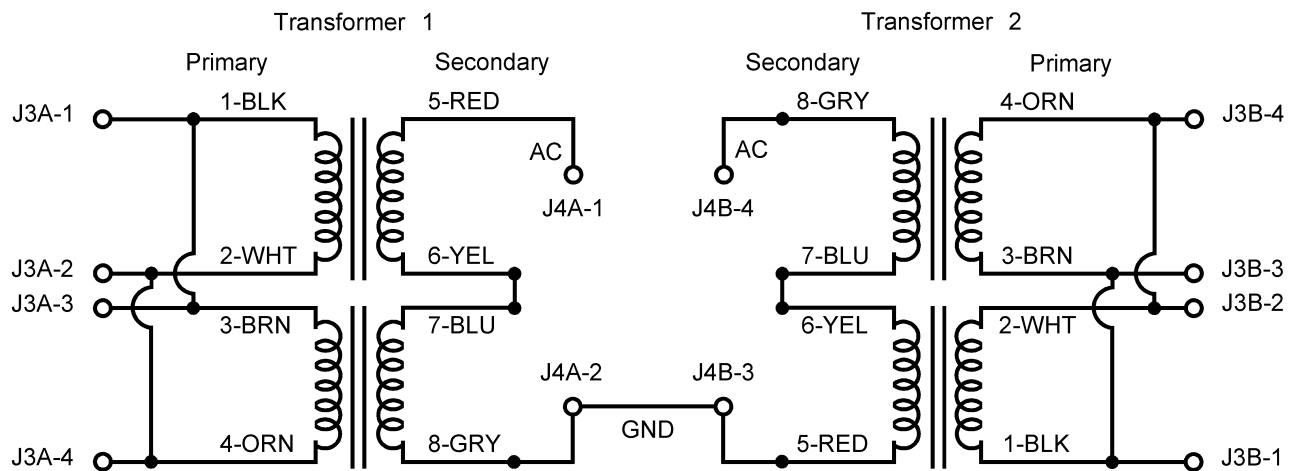 Transformer 1 Transformer 2
Primary Secondary Secondary Primary
J3A-1 1-BLK 5-RED 8-GRY 4-ORN J3B-4
AC AC
J4A-1 J4B-4
J3A-2 2-WHT 6-YEL 7-BLU 3-BRN J3B-3
J3A-3 3-BRN 7-BLU 6-YEL 2-WHT J3B-2
J4A-2 J4B-3
GND
J3A-4 4-ORN 8-GRY 5-RED 1-BLK J3B-1